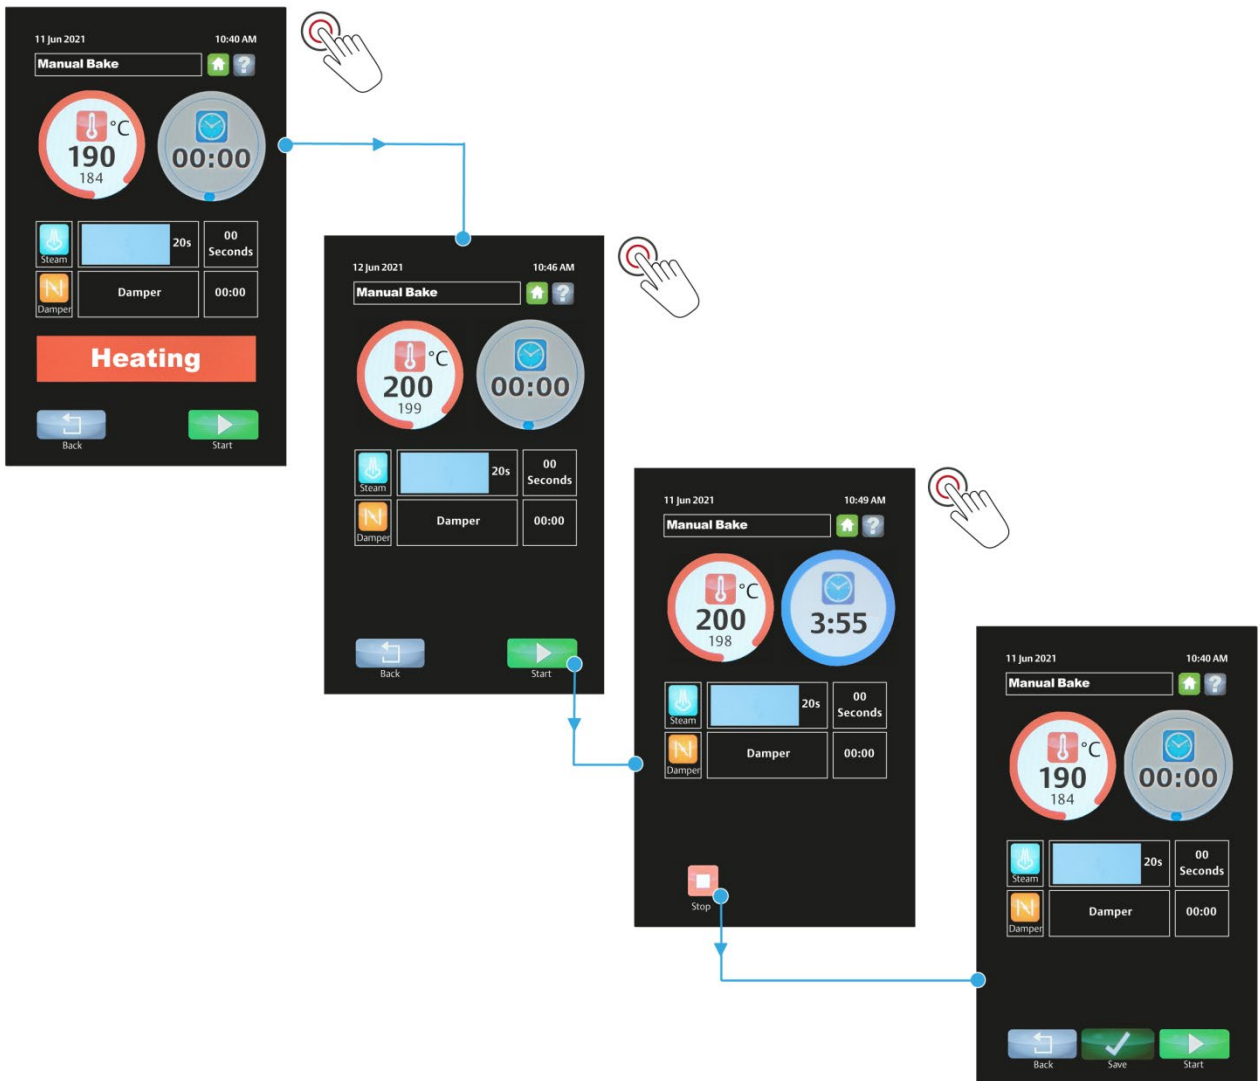 11 Jun 2021 10:40 AM
Manual Bake ?
°C
190 00:00
184
Steam 20s 00 Seconds
Damper Damper 00:00
Heating
Back Start
12 Jun 2021 10:46 AM
Manual Bake ?
°C
200 00:00
199
Steam 20s 00 Seconds
Damper Damper 00:00
Back Start
11 Jun 2021 10:49 AM
Manual Bake ?
°C
200 3:55
198
Steam 20s 00 Seconds
Damper Damper 00:00
Stop
11 Jun 2021 10:40 AM
Manual Bake ?
°C
190 00:00
184
Steam 20s 00 Seconds
Damper Damper 00:00
Back Save Start